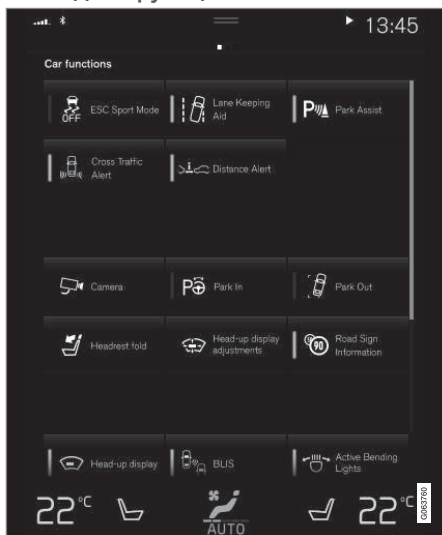 13:45
Car functions
OFF
ESC Sport Mode
Lane Keeping
Aid
P
Park Assist
Cross Traffic
Alert
Distance Alert
Camera
P
Park In
Park Out
Headrest fold
Head-up display
adjustments
90
Road Sign
Information
Head-up display
BLIS
Active Bending
Lights
22°C
AUTO
22°C
G063760